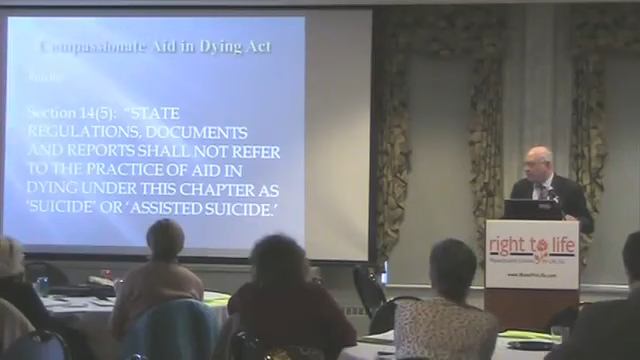 Compassionate Aid in Dying Act
Section 14(5): "STATE
REGULATIONS, DOCUMENTS
AND REPORTS SHALL NOT REFER
TO THE PRACTICE OF AID IN
DYING UNDER THIS CHAPTER AS
'SUICIDE' OR 'ASSISTED SUICIDE.'
right to life